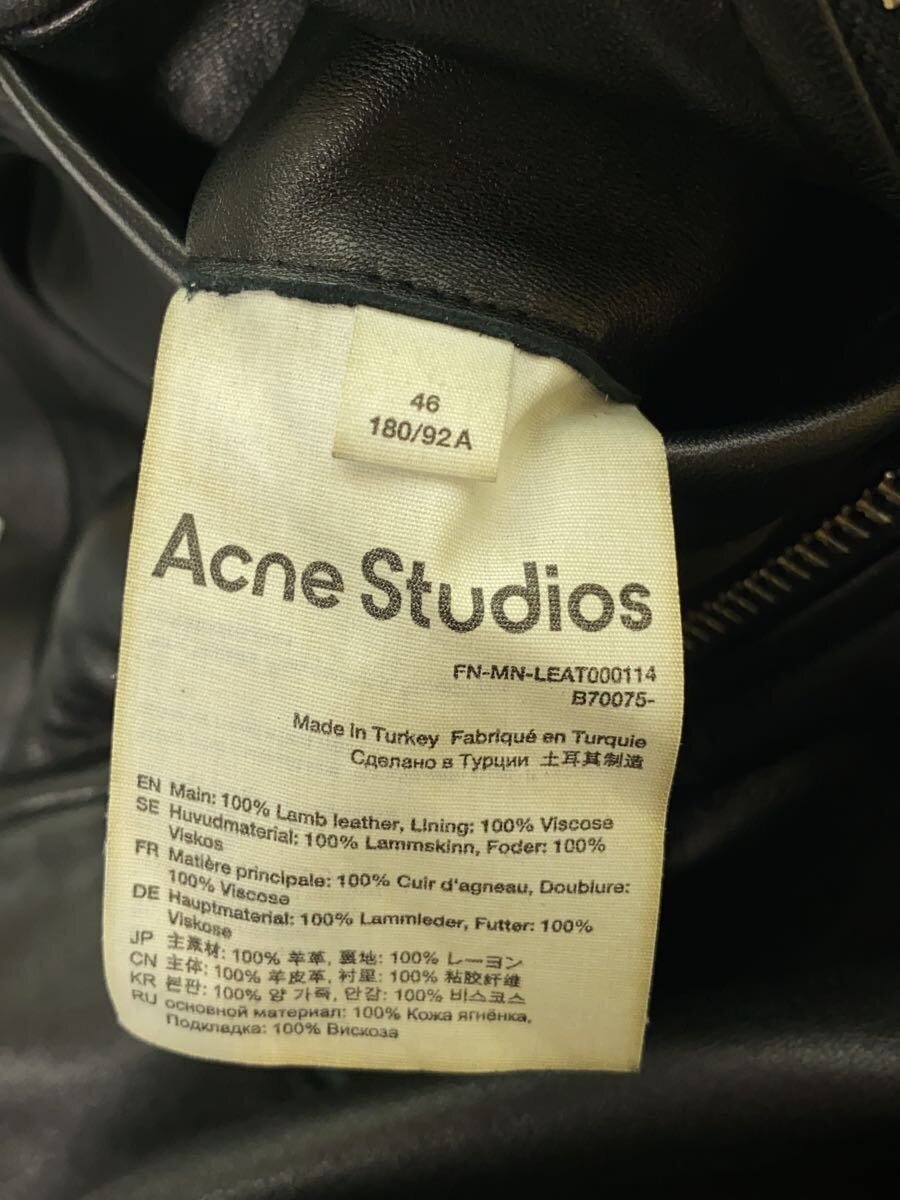 46
180/92A
Acne Studios
FN-MN-LEAT000114
B70075-
Made in Turkey Fabriqué en Turquie
Сделано в Турции 土耳其制造
EN Main: 100% Lamb leather, Lining: 100% Viscose
SE Huvudmaterial: 100% Lammskinn, Foder: 100%
Viskos
FR Matière principale: 100% Cuir d'agneau, Doublure:
100% Viscose
DE Hauptmaterial: 100% Lammleder, Futter: 100%
Viskose
JP 主素材: 100% 羊革, 裏地: 100% レーヨン
CN 主体: 100% 羊皮革, 衬里: 100% 粘胶纤维
KR 본판: 100% 양 가죽, 안감: 100% 비스코스
RU основной материал: 100% Кожа ягнёнка,
Подкладка: 100% Вискоза